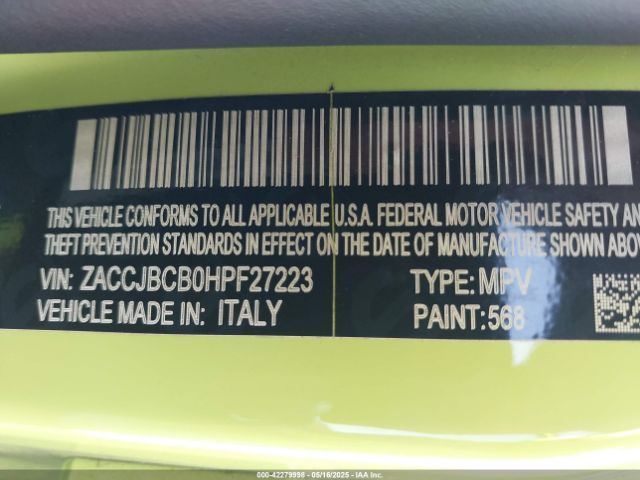 THIS VEHICLE CONFORMS TO ALL APPLICABLE U.S.A. FEDERAL MOTOR VEHICLE SAFETY AN
THEFT PREVENTION STANDARDS IN EFFECT ON THE DATE OF MANUFACTURE SHOWN ABO
VIN: ZACCJBCB0HPF27223 TYPE: MPV
VEHICLE MADE IN: ITALY PAINT: 568
000-42279998 - 05/16/2025 - IAA Inc.